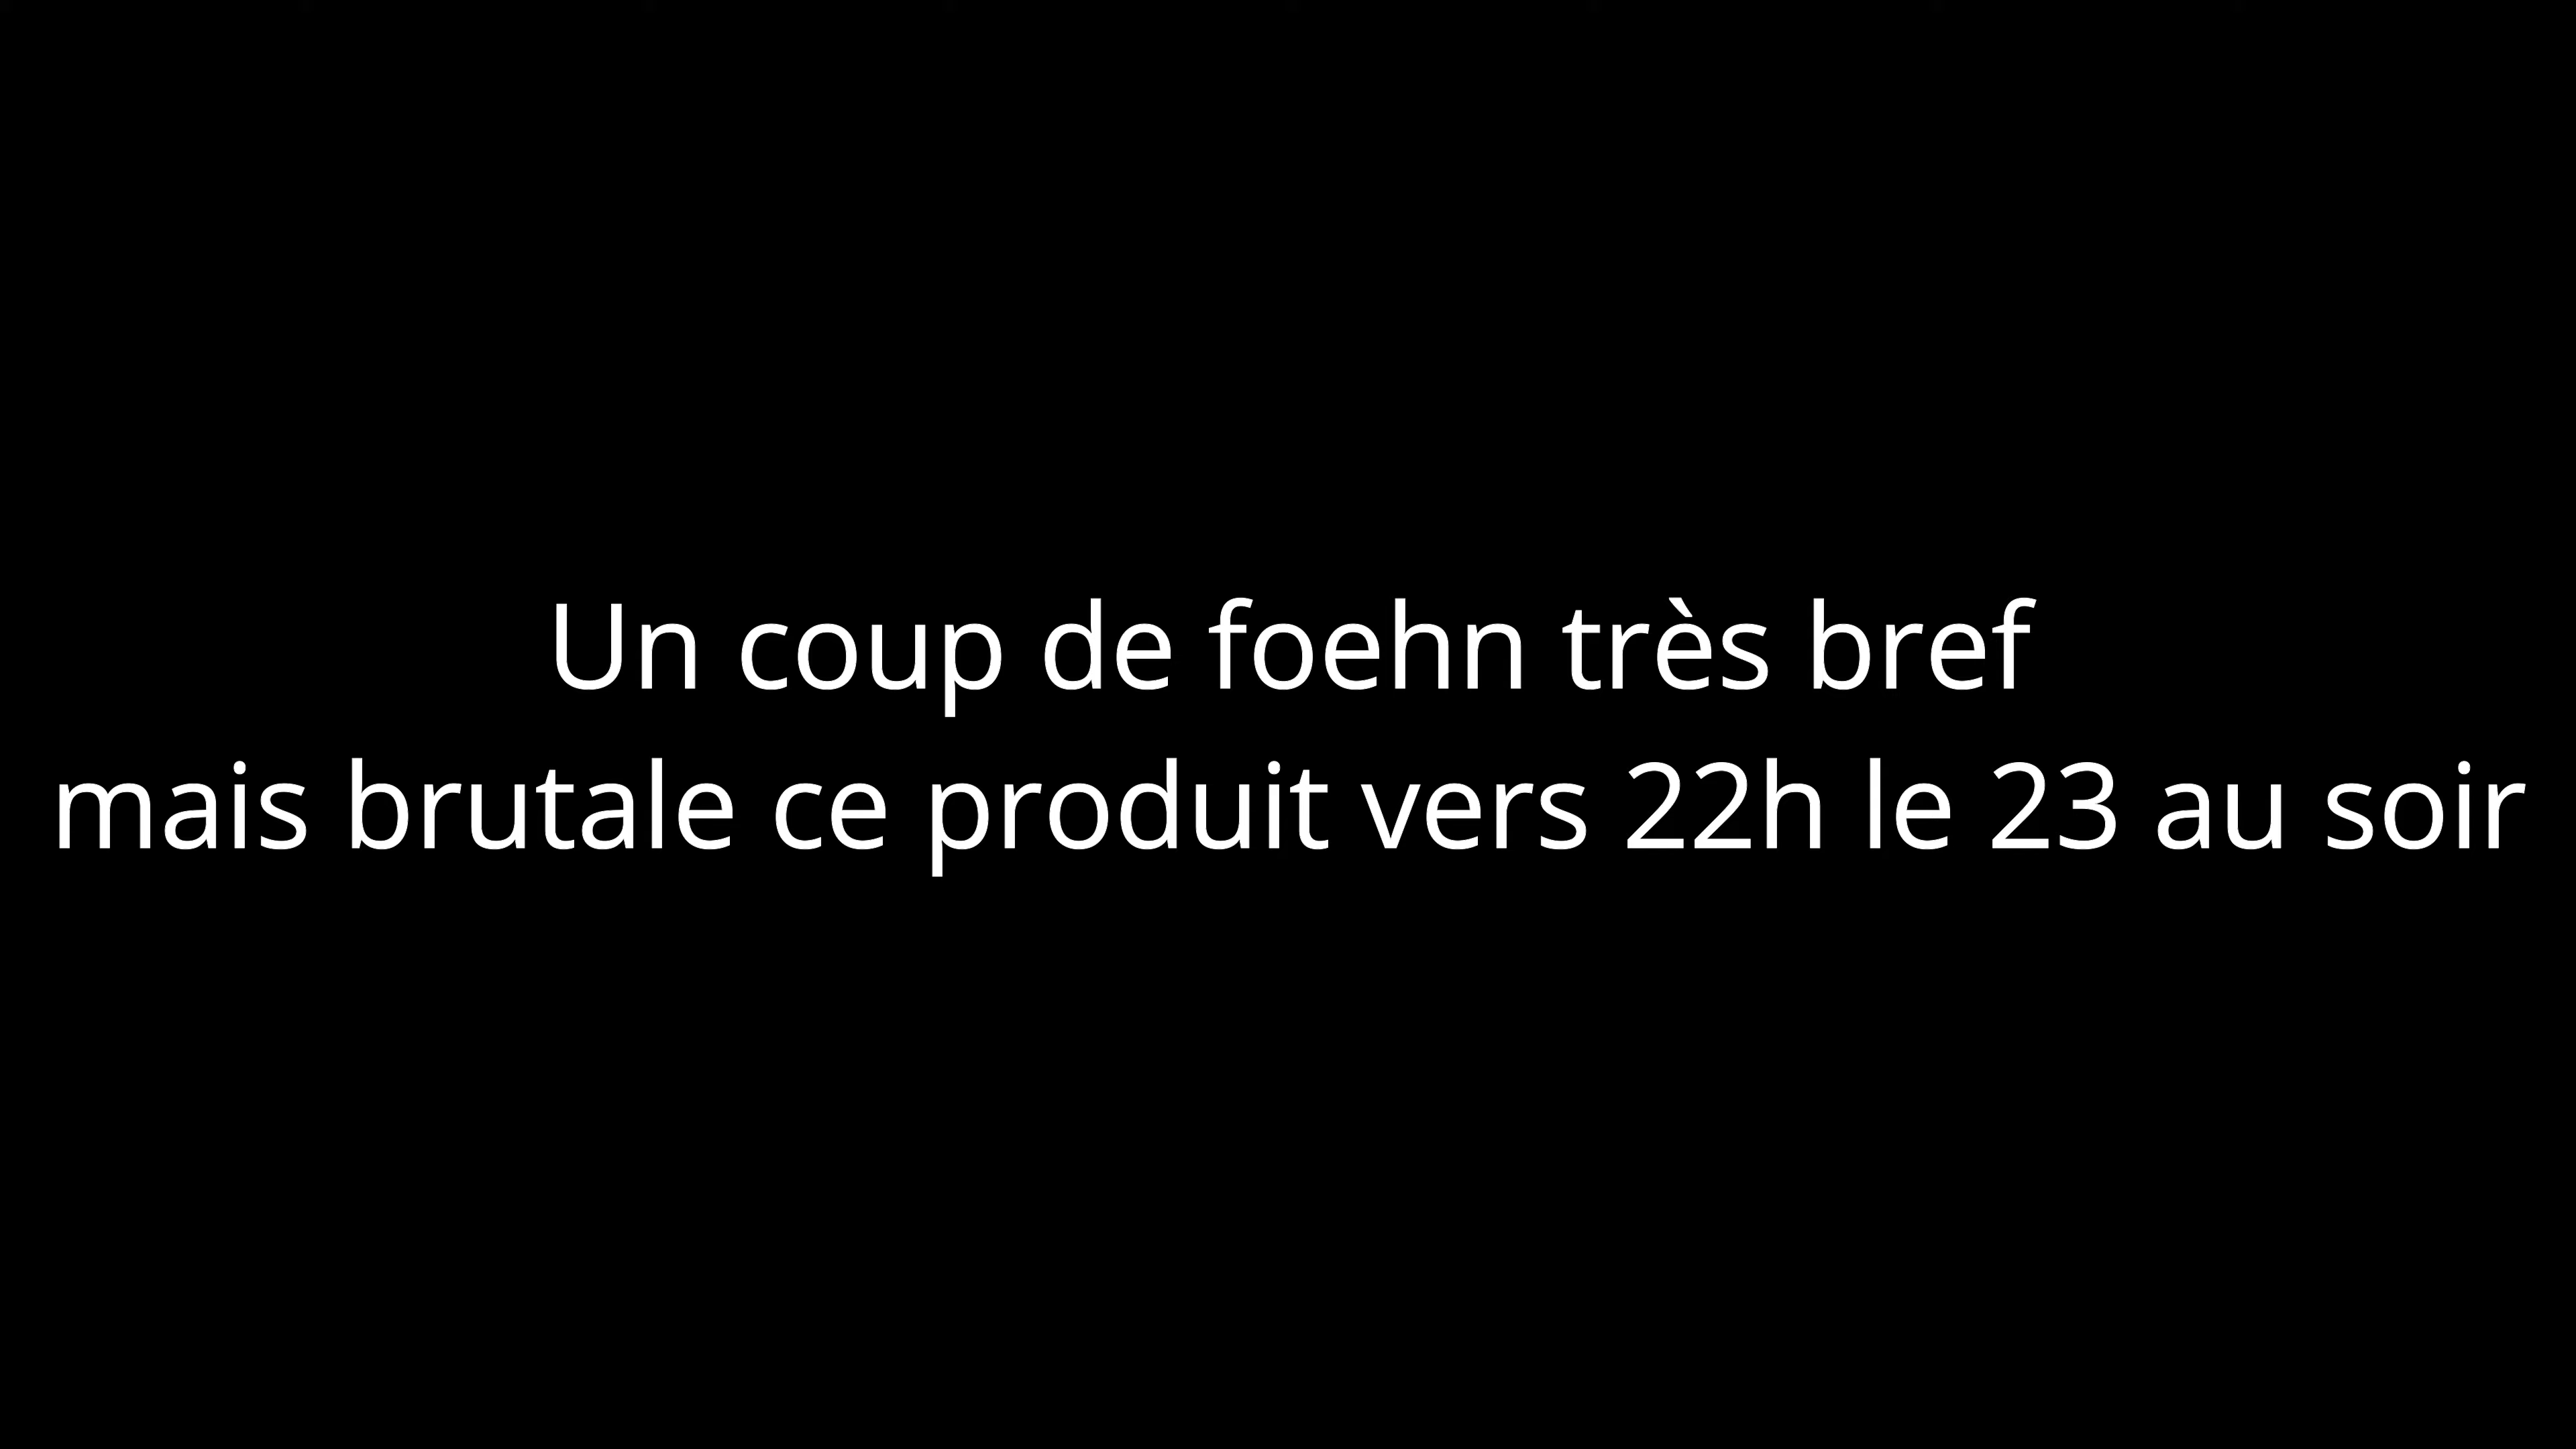 Un coup de foehn très bref
mais brutale ce produit vers 22h le 23 au soir